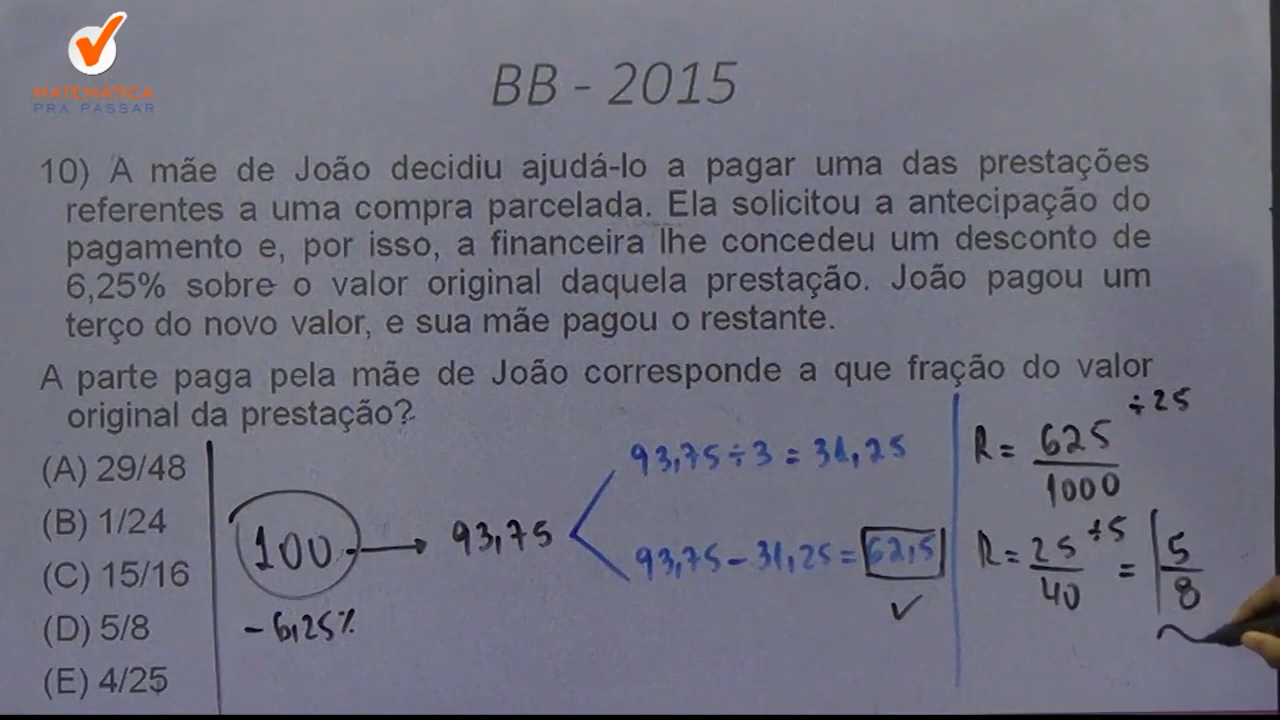 MATEMÁTICA
PRA PASSAR
BB - 2015
10) A mãe de João decidiu ajudá-lo a pagar uma das prestações
referentes a uma compra parcelada. Ela solicitou a antecipação do
pagamento e, por isso, a financeira lhe concedeu um desconto de
6,25% sobre o valor original daquela prestação. João pagou um
terço do novo valor, e sua mãe pagou o restante.
A parte paga pela mãe de João corresponde a que fração do valor
original da prestação?
(A) 29/48
(B) 1/24
(C) 15/16
(D) 5/8
(E) 4/25
100 → 93,75
- 6,25%
93,75 ÷ 3 = 31,25
93,75 - 31,25 = 62,5 ✓
÷25
R = 625/1000
R = 25/40 ÷5 = 5/8